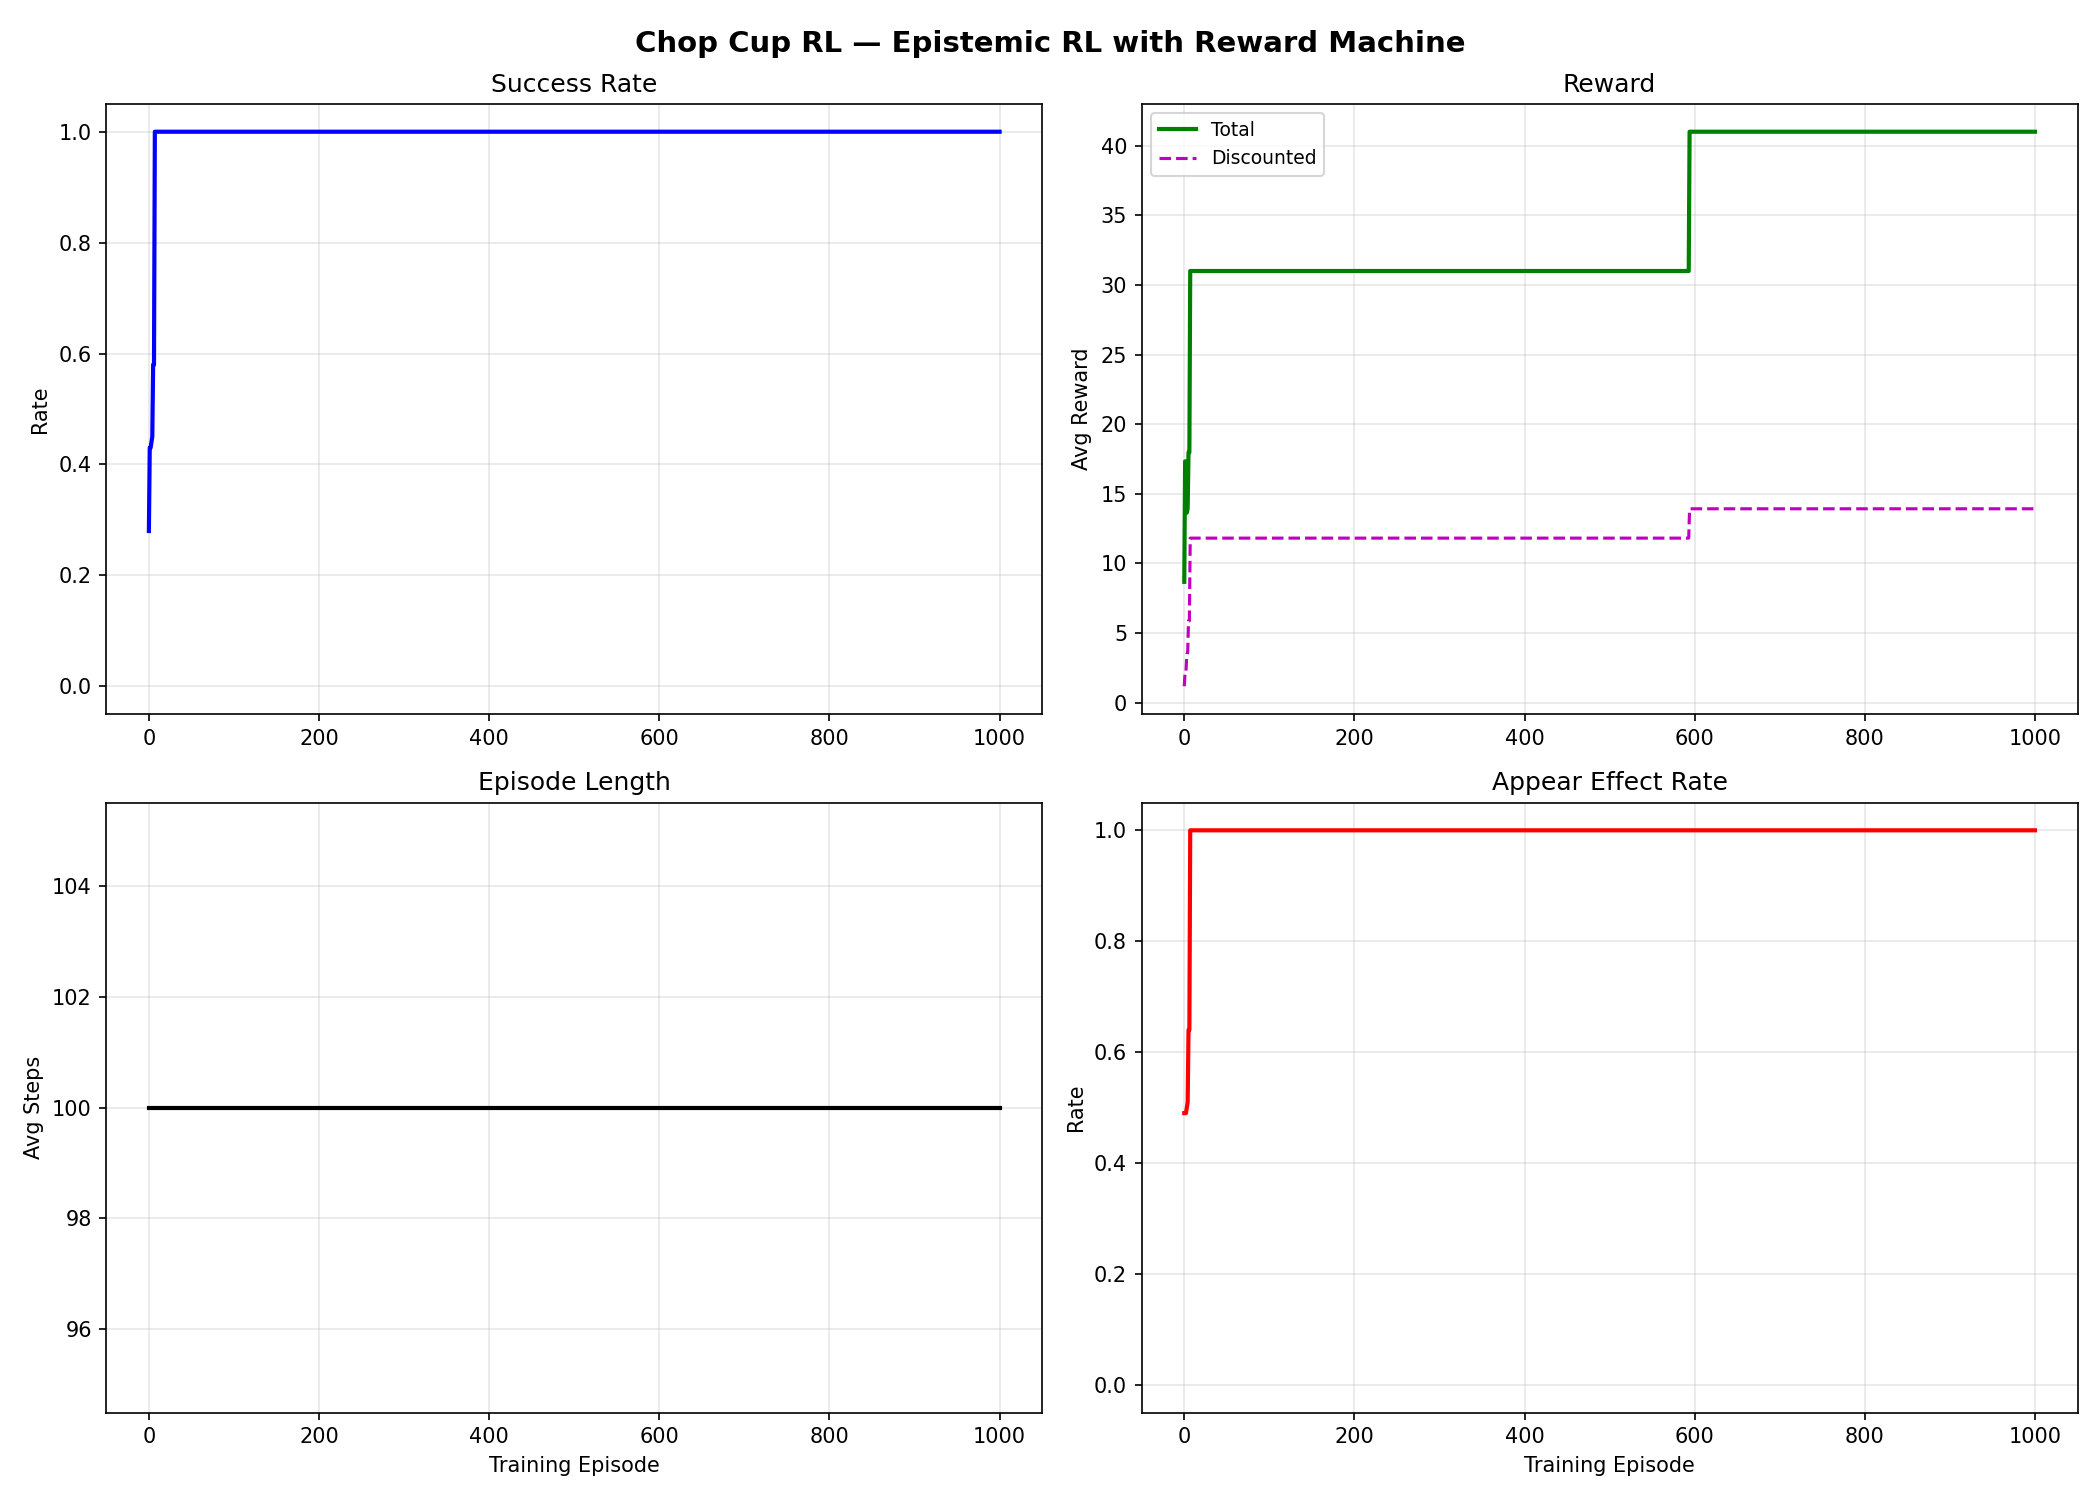 Chop Cup RL — Epistemic RL with Reward Machine
Success Rate
Rate
1.0
0.8
0.6
0.4
0.2
0.0
0 200 400 600 800 1000
Reward
Total
Discounted
Avg Reward
40
35
30
25
20
15
10
5
0
0 200 400 600 800 1000
Episode Length
Avg Steps
104
102
100
98
96
0 200 400 600 800 1000
Training Episode
Appear Effect Rate
Rate
1.0
0.8
0.6
0.4
0.2
0.0
0 200 400 600 800 1000
Training Episode